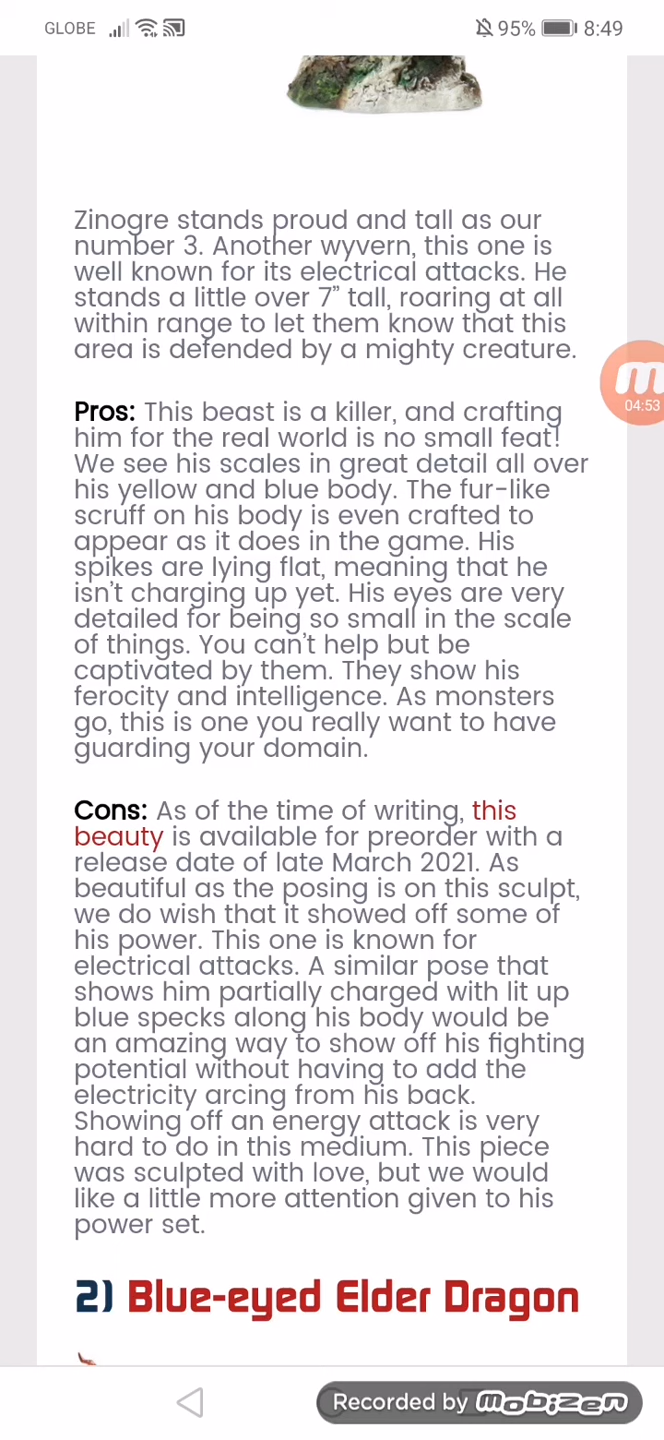 GLOBE 95% 8:49
Zinogre stands proud and tall as our
number 3. Another wyvern, this one is
well known for its electrical attacks. He
stands a little over 7” tall, roaring at all
within range to let them know that this
area is defended by a mighty creature.
04:53
Pros: This beast is a killer, and crafting
him for the real world is no small feat!
We see his scales in great detail all over
his yellow and blue body. The fur-like
scruff on his body is even crafted to
appear as it does in the game. His
spikes are lying flat, meaning that he
isn’t charging up yet. His eyes are very
detailed for being so small in the scale
of things. You can’t help but be
captivated by them. They show his
ferocity and intelligence. As monsters
go, this is one you really want to have
guarding your domain.
Cons: As of the time of writing, this
beauty is available for preorder with a
release date of late March 2021. As
beautiful as the posing is on this sculpt,
we do wish that it showed off some of
his power. This one is known for
electrical attacks. A similar pose that
shows him partially charged with lit up
blue specks along his body would be
an amazing way to show off his fighting
potential without having to add the
electricity arcing from his back.
Showing off an energy attack is very
hard to do in this medium. This piece
was sculpted with love, but we would
like a little more attention given to his
power set.
2) Blue-eyed Elder Dragon
Recorded by mobizen